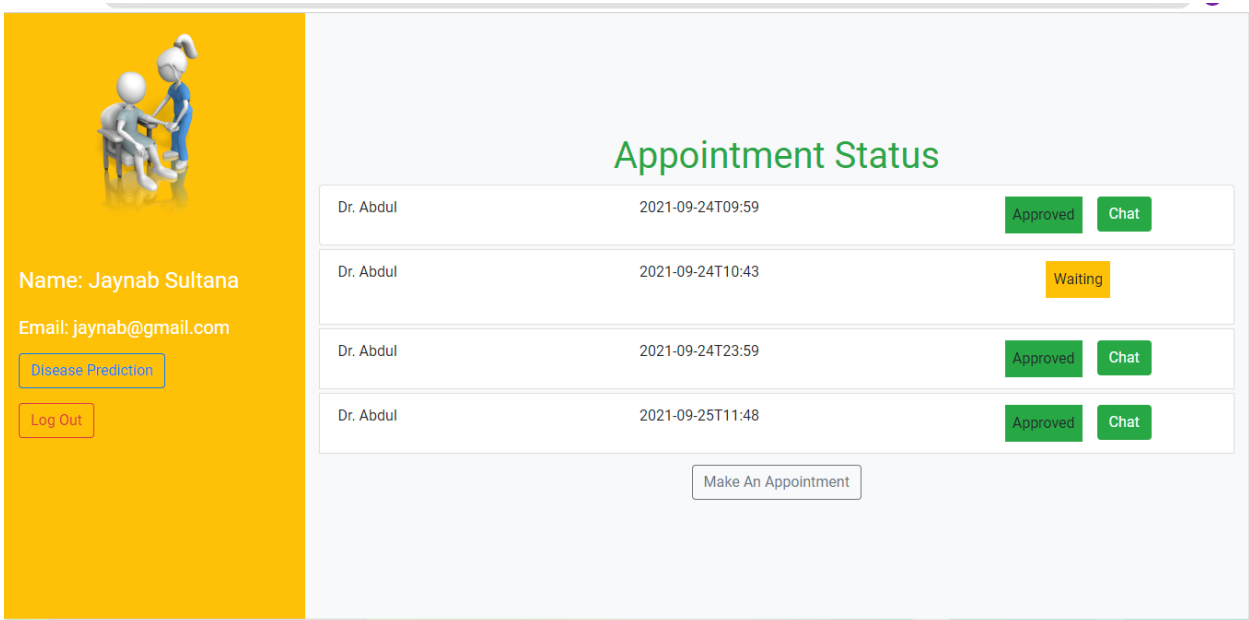 Name: Jaynab Sultana
Email: jaynab@gmail.com
Disease Prediction
Log Out
Appointment Status
Dr. Abdul 2021-09-24T09:59 Approved Chat
Dr. Abdul 2021-09-24T10:43 Waiting
Dr. Abdul 2021-09-24T23:59 Approved Chat
Dr. Abdul 2021-09-25T11:48 Approved Chat
Make An Appointment